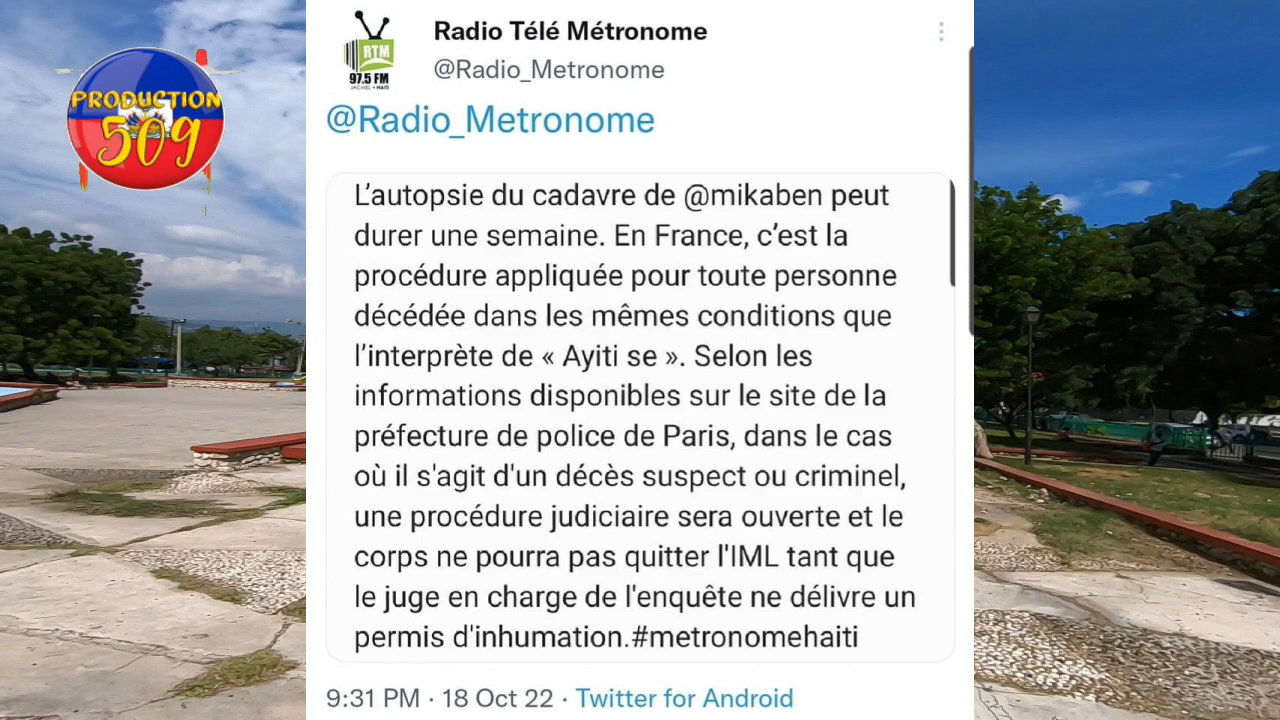 PRODUCTION
509
RTM
97.5 FM
JACMEL • HAITI
Radio Télé Métronome
@Radio_Metronome
@Radio_Metronome
L’autopsie du cadavre de @mikaben peut
durer une semaine. En France, c’est la
procédure appliquée pour toute personne
décédée dans les mêmes conditions que
l’interprète de « Ayiti se ». Selon les
informations disponibles sur le site de la
préfecture de police de Paris, dans le cas
où il s'agit d'un décès suspect ou criminel,
une procédure judiciaire sera ouverte et le
corps ne pourra pas quitter l'IML tant que
le juge en charge de l'enquête ne délivre un
permis d'inhumation.#metronomehaiti
9:31 PM · 18 Oct 22 · Twitter for Android